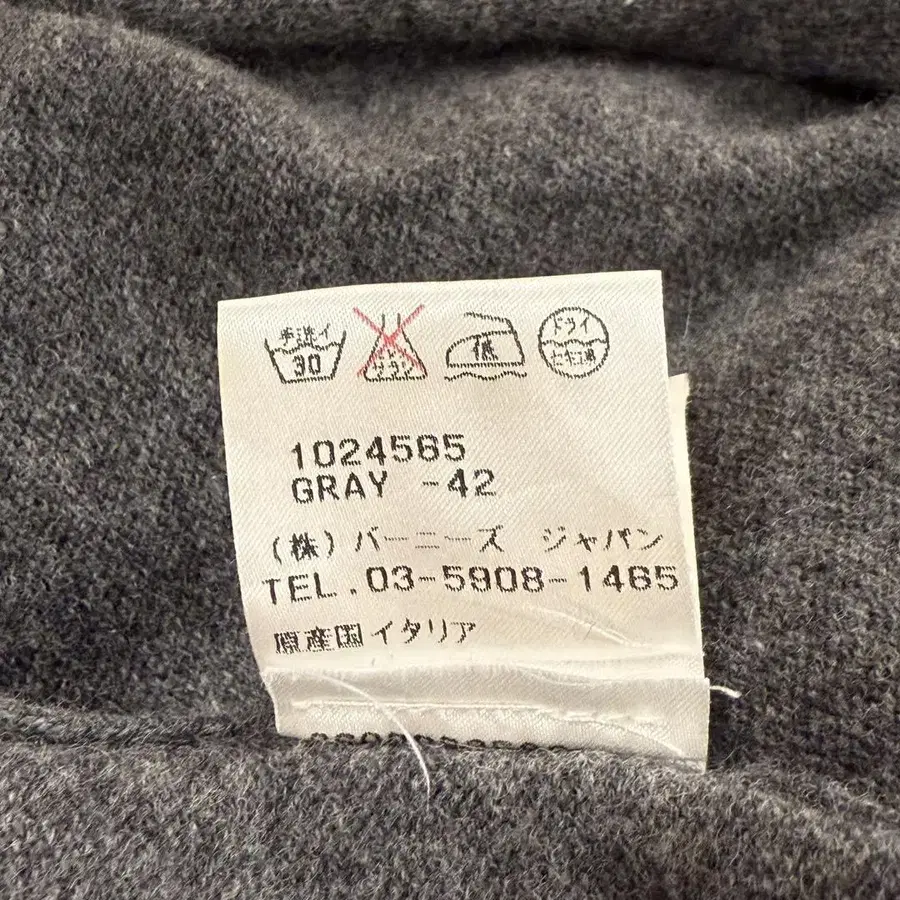 手洗イ 30 エンソサラシ 低 ドライ セキユ系
1024565
GRAY -42
(株)バーニーズ ジャパン
TEL.03-5908-1465
原産国イタリア